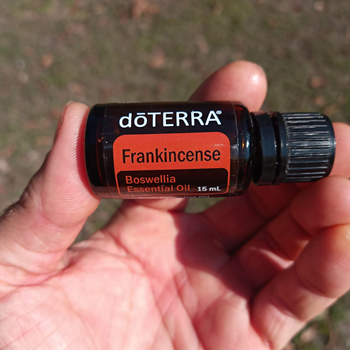 dōTERRA®
Frankincense
Boswellia
Essential Oil 15 mL